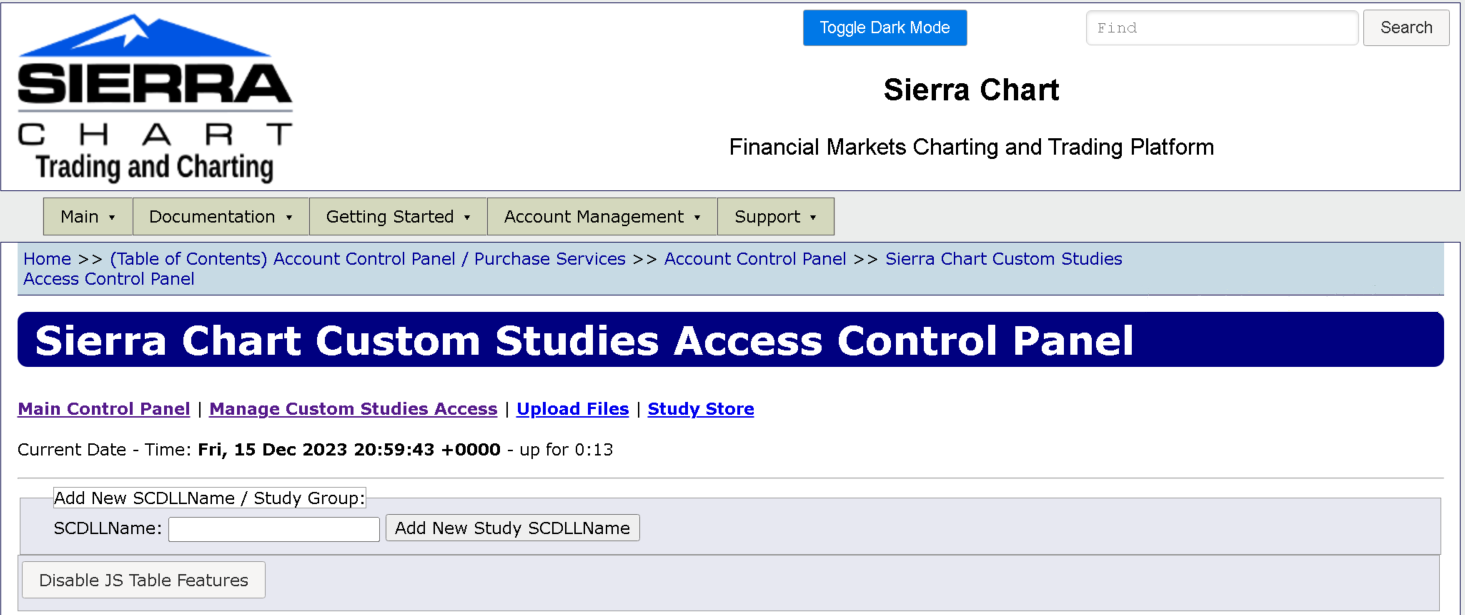 SIERRA
CHART
Trading and Charting
Toggle Dark Mode
Find
Search
Sierra Chart
Financial Markets Charting and Trading Platform
Main ▾
Documentation ▾
Getting Started ▾
Account Management ▾
Support ▾
Home >> (Table of Contents) Account Control Panel / Purchase Services >> Account Control Panel >> Sierra Chart Custom Studies
Access Control Panel
Sierra Chart Custom Studies Access Control Panel
Main Control Panel | Manage Custom Studies Access | Upload Files | Study Store
Current Date - Time: Fri, 15 Dec 2023 20:59:43 +0000 - up for 0:13
Add New SCDLLName / Study Group:
SCDLLName:
Add New Study SCDLLName
Disable JS Table Features